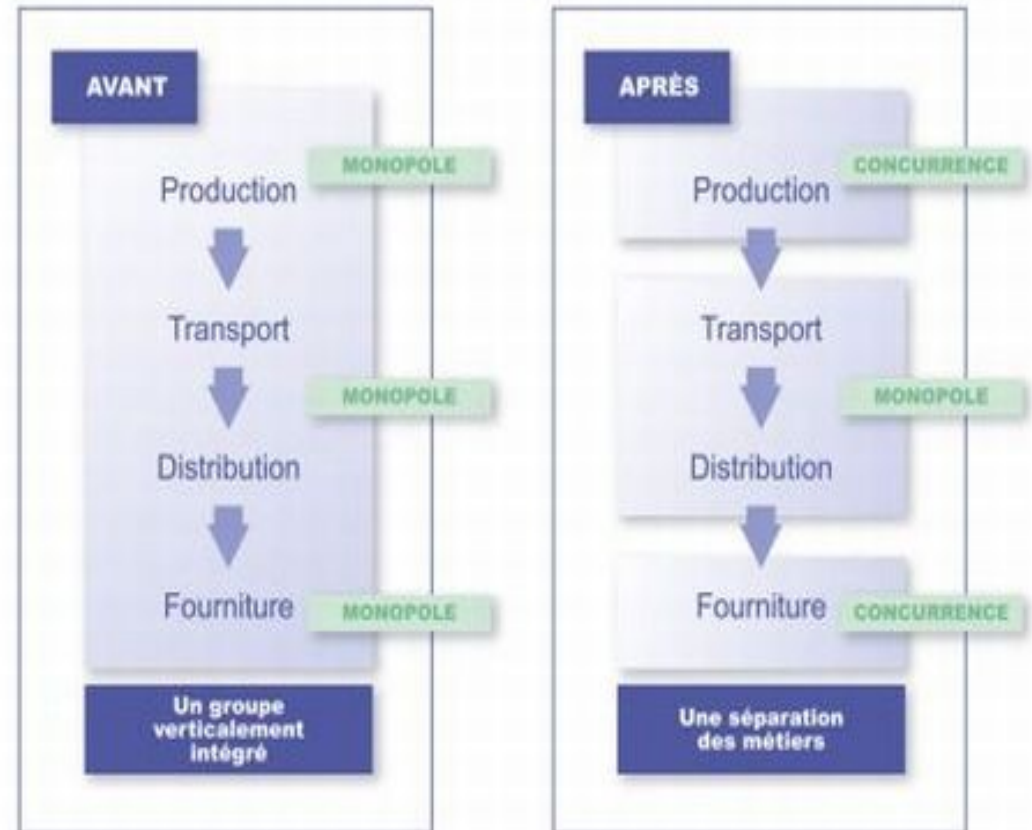 AVANT
MONOPOLE
Production
Transport
MONOPOLE
Distribution
Fourniture
MONOPOLE
Un groupe
verticalement
intégré
APRÈS
CONCURRENCE
Production
Transport
MONOPOLE
Distribution
Fourniture
CONCURRENCE
Une séparation
des métiers